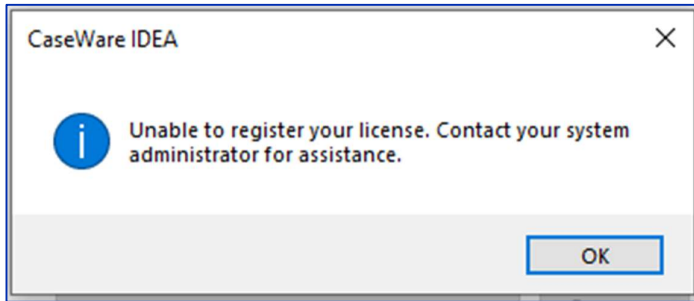 CaseWare IDEA
Unable to register your license. Contact your system
administrator for assistance.
OK